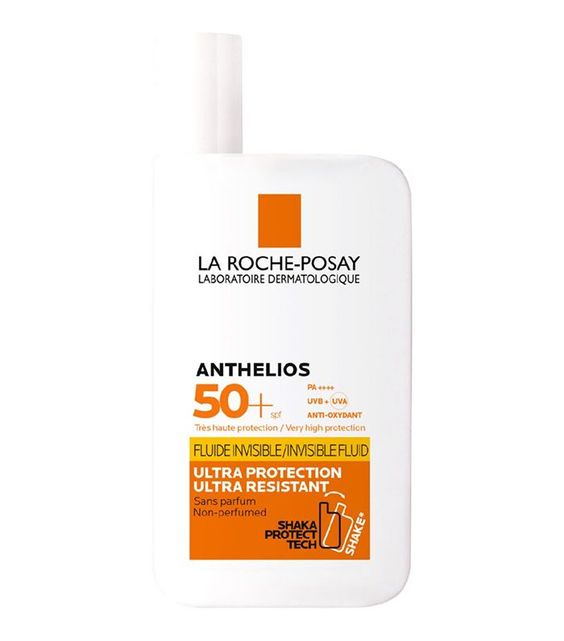 LA ROCHE-POSAY
LABORATOIRE DERMATOLOGIQUE
ANTHELIOS
50+ spf
PA ++++
UVB + UVA
ANTI-OXYDANT
Très haute protection / Very high protection
FLUIDE INVISIBLE/INVISIBLE FLUID
ULTRA PROTECTION
ULTRA RESISTANT
Sans parfum
Non-perfumed
SHAKA
PROTECT
TECH
SHAKE*